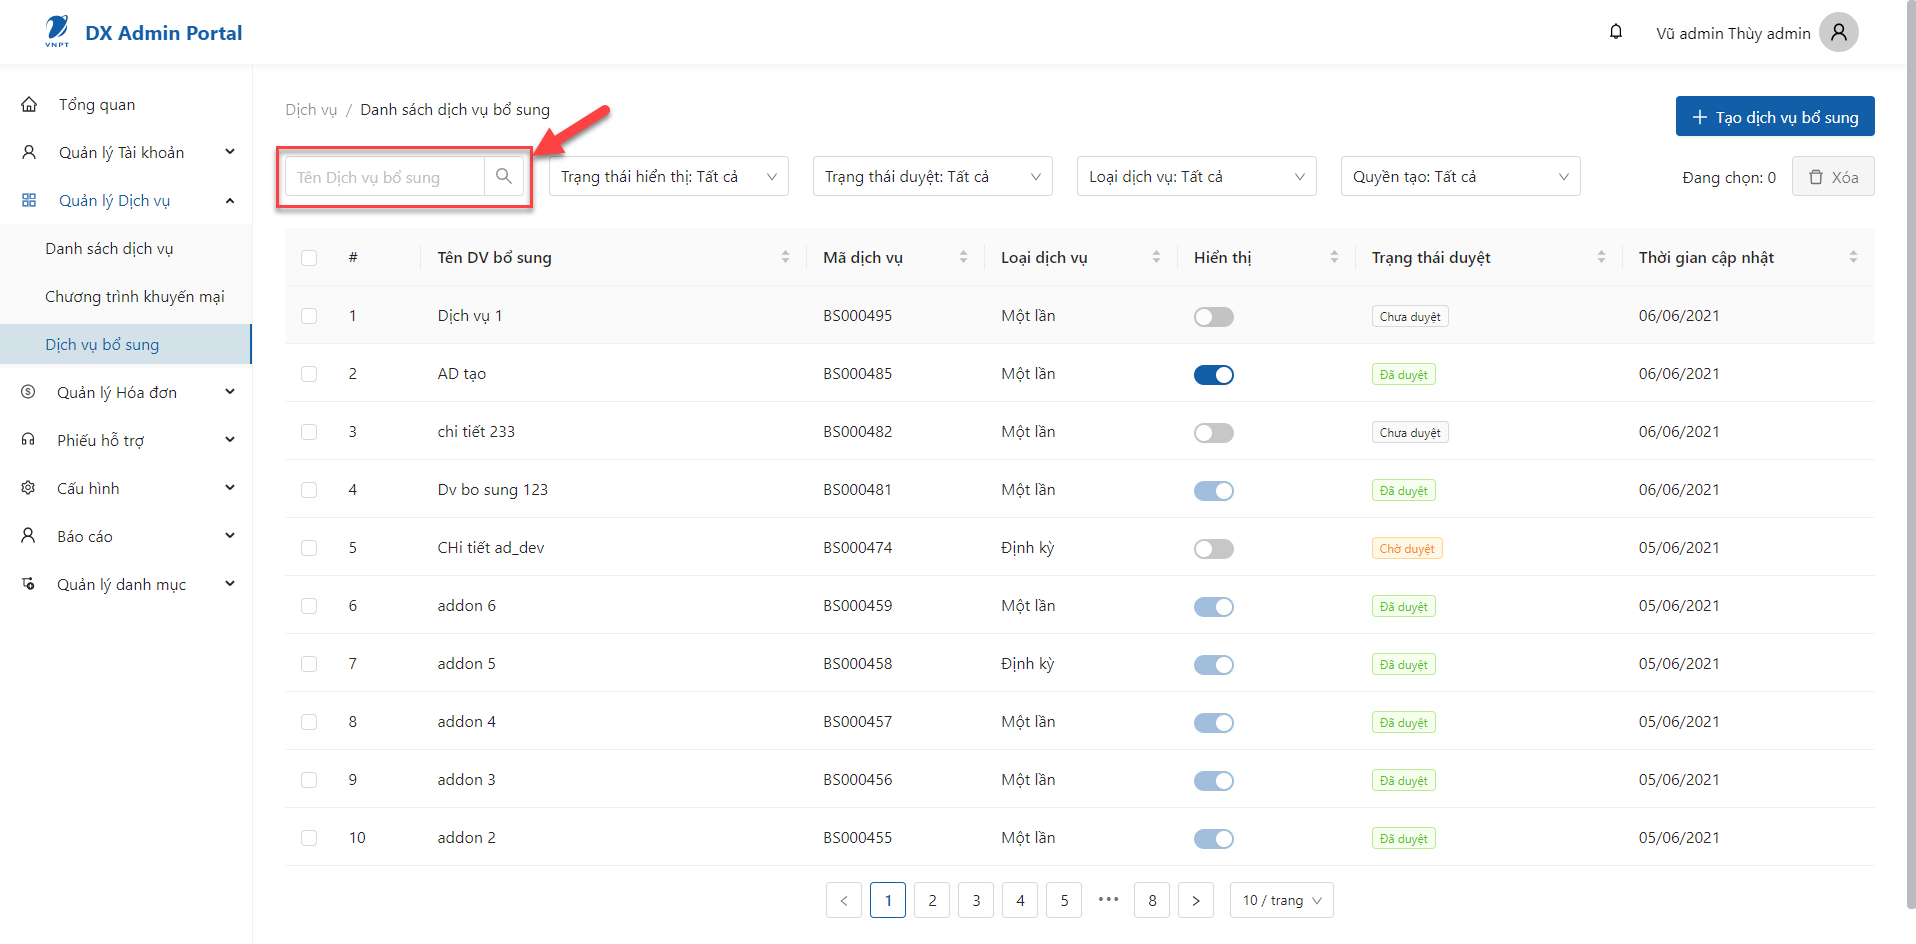 VNPT
DX Admin Portal
Vũ admin Thùy admin
Tổng quan
Quản lý Tài khoản
Quản lý Dịch vụ
Danh sách dịch vụ
Chương trình khuyến mại
Dịch vụ bổ sung
Quản lý Hóa đơn
Phiếu hỗ trợ
Cấu hình
Báo cáo
Quản lý danh mục
Dịch vụ / Danh sách dịch vụ bổ sung
+ Tạo dịch vụ bổ sung
Tên Dịch vụ bổ sung
Trạng thái hiển thị: Tất cả
Trạng thái duyệt: Tất cả
Loại dịch vụ: Tất cả
Quyền tạo: Tất cả
Đang chọn: 0
Xóa
# Tên DV bổ sung Mã dịch vụ Loại dịch vụ Hiển thị Trạng thái duyệt Thời gian cập nhật
1 Dịch vụ 1 BS000495 Một lần Chưa duyệt 06/06/2021
2 AD tạo BS000485 Một lần Đã duyệt 06/06/2021
3 chi tiết 233 BS000482 Một lần Chưa duyệt 06/06/2021
4 Dv bo sung 123 BS000481 Một lần Đã duyệt 06/06/2021
5 CHi tiết ad_dev BS000474 Định kỳ Chờ duyệt 05/06/2021
6 addon 6 BS000459 Một lần Đã duyệt 05/06/2021
7 addon 5 BS000458 Định kỳ Đã duyệt 05/06/2021
8 addon 4 BS000457 Một lần Đã duyệt 05/06/2021
9 addon 3 BS000456 Một lần Đã duyệt 05/06/2021
10 addon 2 BS000455 Một lần Đã duyệt 05/06/2021
< 1 2 3 4 5 ••• 8 > 10 / trang